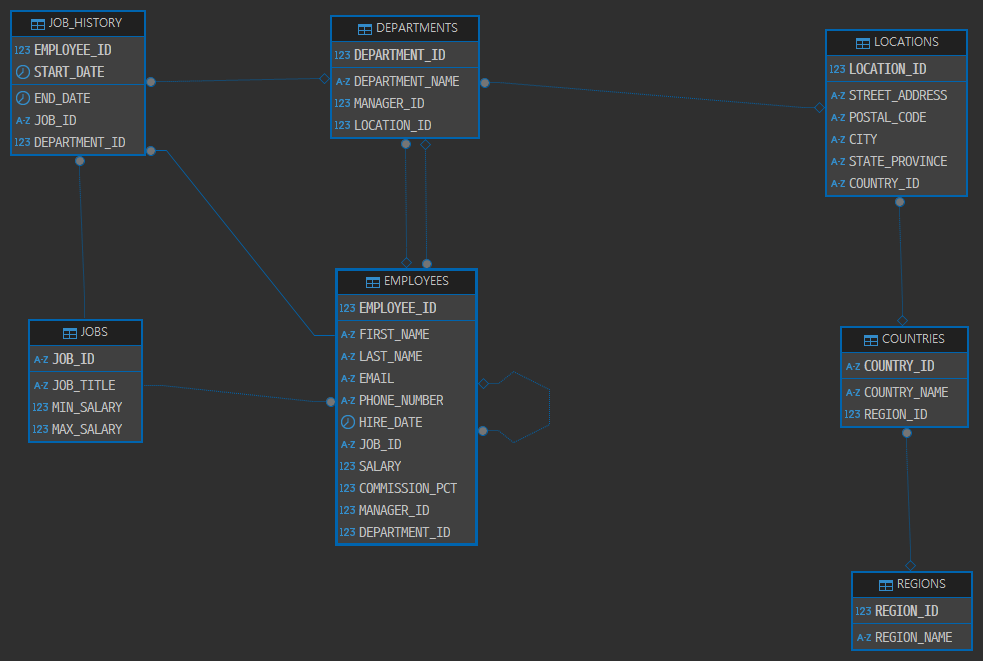 JOB_HISTORY
123 EMPLOYEE_ID
START_DATE
END_DATE
A-Z JOB_ID
123 DEPARTMENT_ID
DEPARTMENTS
123 DEPARTMENT_ID
A-Z DEPARTMENT_NAME
123 MANAGER_ID
123 LOCATION_ID
LOCATIONS
123 LOCATION_ID
A-Z STREET_ADDRESS
A-Z POSTAL_CODE
A-Z CITY
A-Z STATE_PROVINCE
A-Z COUNTRY_ID
EMPLOYEES
123 EMPLOYEE_ID
A-Z FIRST_NAME
A-Z LAST_NAME
A-Z EMAIL
A-Z PHONE_NUMBER
HIRE_DATE
A-Z JOB_ID
123 SALARY
123 COMMISSION_PCT
123 MANAGER_ID
123 DEPARTMENT_ID
JOBS
A-Z JOB_ID
A-Z JOB_TITLE
123 MIN_SALARY
123 MAX_SALARY
COUNTRIES
A-Z COUNTRY_ID
A-Z COUNTRY_NAME
123 REGION_ID
REGIONS
123 REGION_ID
A-Z REGION_NAME